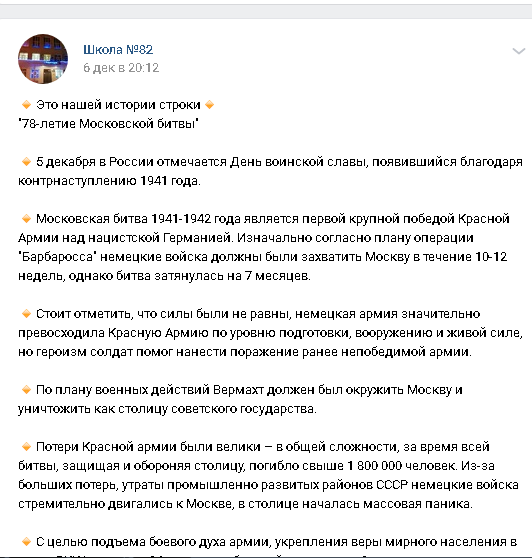 Школа №82
6 дек в 20:12
🔸 Это нашей истории строки 🔸
"78-летие Московской битвы"
🔸 5 декабря в России отмечается День воинской славы, появившийся благодаря
контрнаступлению 1941 года.
🔸 Московская битва 1941-1942 года является первой крупной победой Красной
Армии над нацистской Германией. Изначально согласно плану операции
"Барбаросса" немецкие войска должны были захватить Москву в течение 10-12
недель, однако битва затянулась на 7 месяцев.
🔸 Стоит отметить, что силы были не равны, немецкая армия значительно
превосходила Красную Армию по уровню подготовки, вооружению и живой силе,
но героизм солдат помог нанести поражение ранее непобедимой армии.
🔸 По плану военных действий Вермахт должен был окружить Москву и
уничтожить как столицу советского государства.
🔸 Потери Красной армии были велики – в общей сложности, за время всей
битвы, защищая и обороняя столицу, погибло свыше 1 800 000 человек. Из-за
больших потерь, утраты промышленно развитых районов СССР немецкие войска
стремительно двигались к Москве, в столице началась массовая паника.
🔸 С целью подъема боевого духа армии, укрепления веры мирного населения в